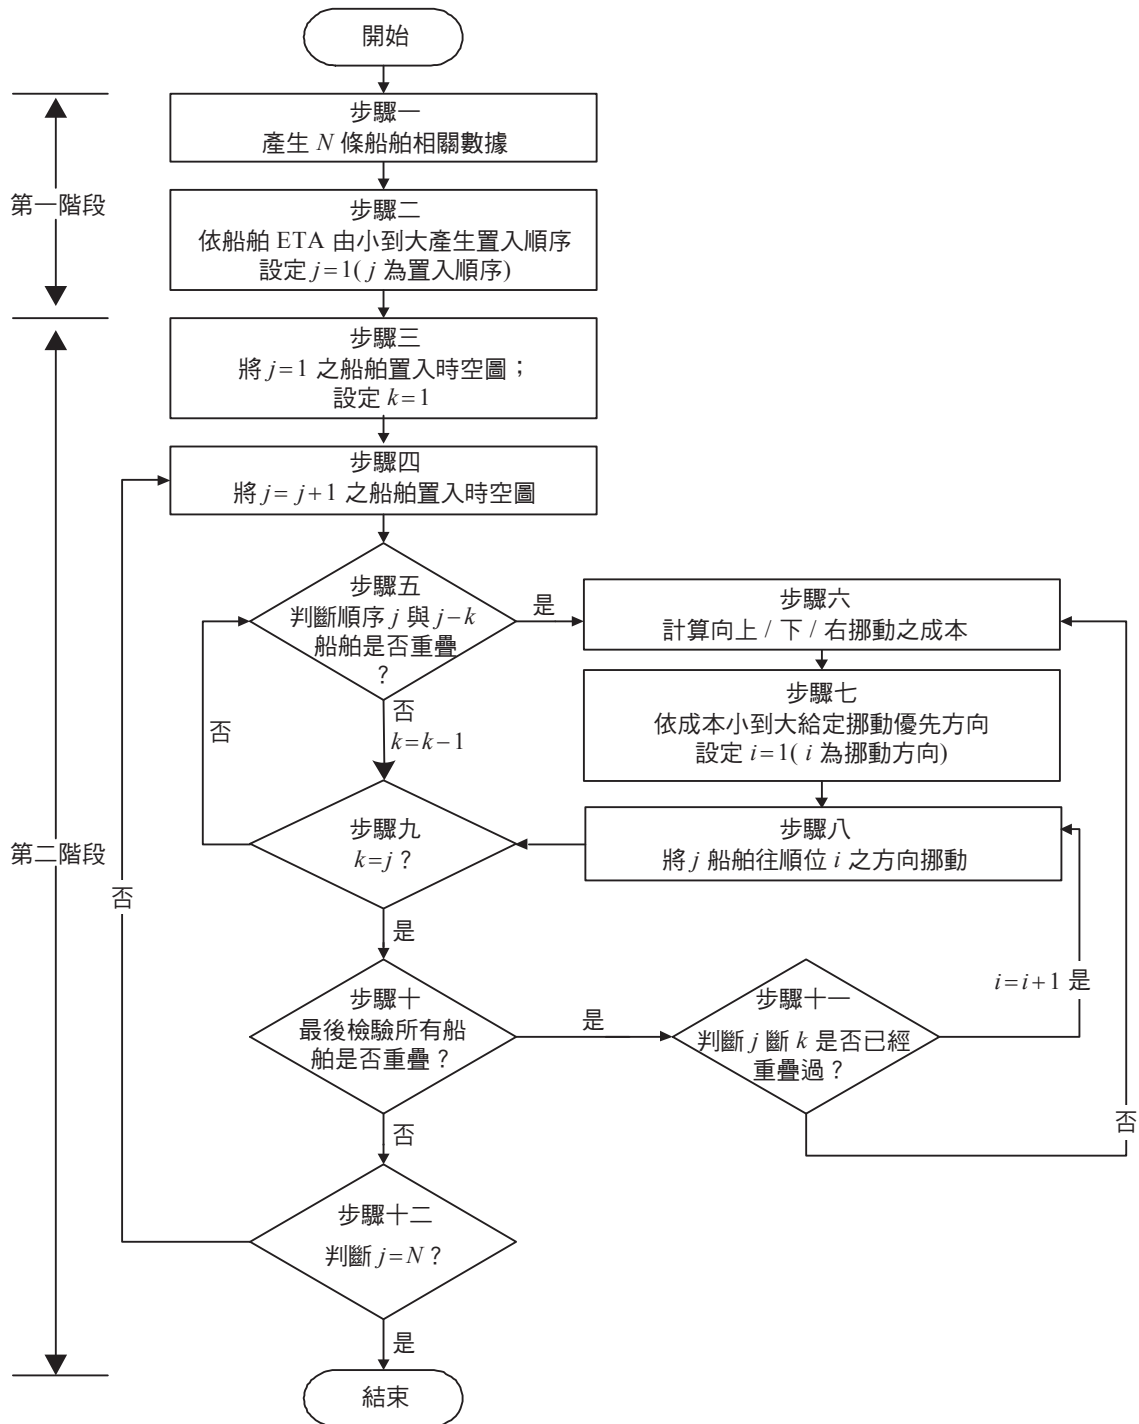 開始
步驟一
產生 N 條船舶相關數據
第一階段
步驟二
依船舶 ETA 由小到大產生置入順序
設定 j=1( j 為置入順序)
步驟三
將 j=1 之船舶置入時空圖；
設定 k=1
步驟四
將 j= j+1 之船舶置入時空圖
步驟五
判斷順序 j 與 j−k
船舶是否重疊
？
是
步驟六
計算向上 / 下 / 右挪動之成本
否
否
k=k−1
步驟七
依成本小到大給定挪動優先方向
設定 i=1( i 為挪動方向)
第二階段
步驟九
k=j？
步驟八
將 j 船舶往順位 i 之方向挪動
否
是
步驟十
最後檢驗所有船
舶是否重疊？
是
步驟十一
判斷 j 斷 k 是否已經
重疊過？
i=i+1 是
否
否
步驟十二
判斷 j=N？
是
結束